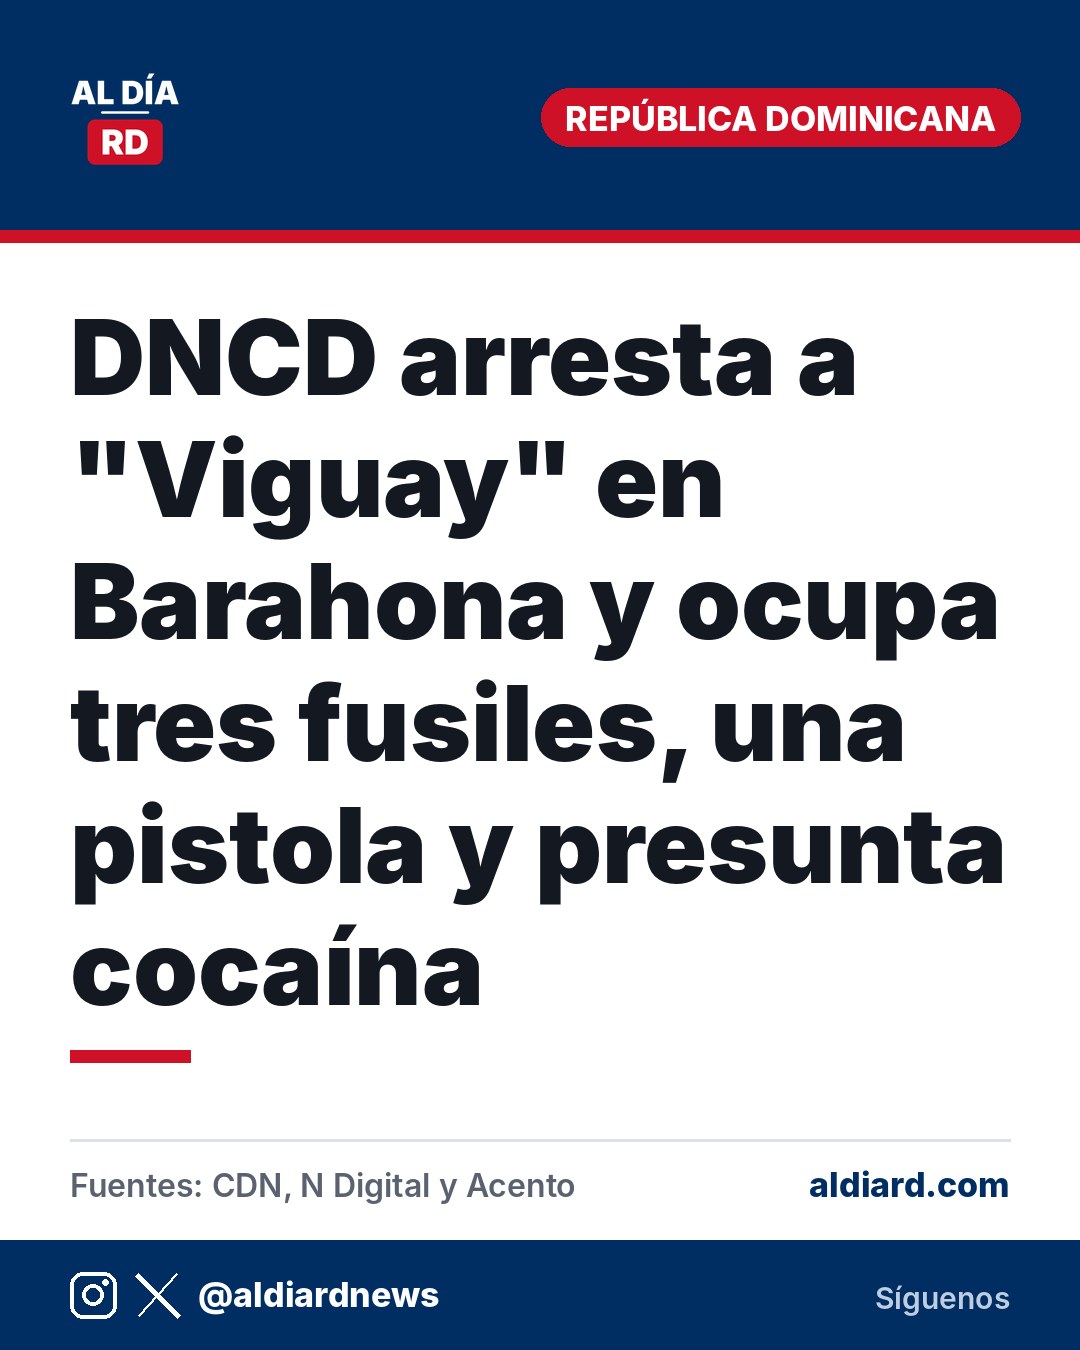 AL DÍA
RD
REPÚBLICA DOMINICANA
DNCD arresta a
"Viguay" en
Barahona y ocupa
tres fusiles, una
pistola y presunta
cocaína
Fuentes: CDN, N Digital y Acento
aldiard.com
@aldiardnews
Síguenos